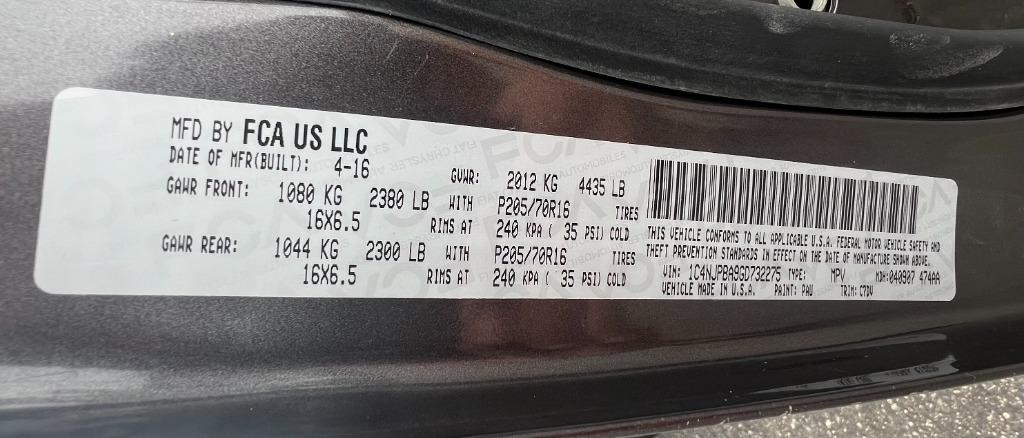 MFD BY FCA US LLC
DATE OF MFR(BUILT): 4-16 GVWR: 2012 KG 4435 LB
GAWR FRONT: 1080 KG 2380 LB WITH P205/70R16 TIRES
16X6.5 RIMS AT 240 KPA ( 35 PSI) COLD
GAWR REAR: 1044 KG 2300 LB WITH P205/70R16 TIRES
16X6.5 RIMS AT 240 KPA ( 35 PSI) COLD
THIS VEHICLE CONFORMS TO ALL APPLICABLE U.S.A. FEDERAL MOTOR VEHICLE SAFETY AND
THEFT PREVENTION STANDARDS IN EFFECT ON THE DATE OF MANUFACTURE SHOWN ABOVE.
VIN: 1C4NJPBA9GD732275 TYPE: MPV MDH:040907 474AA
VEHICLE MADE IN U.S.A. PAINT: PAU TRIM: C7DV